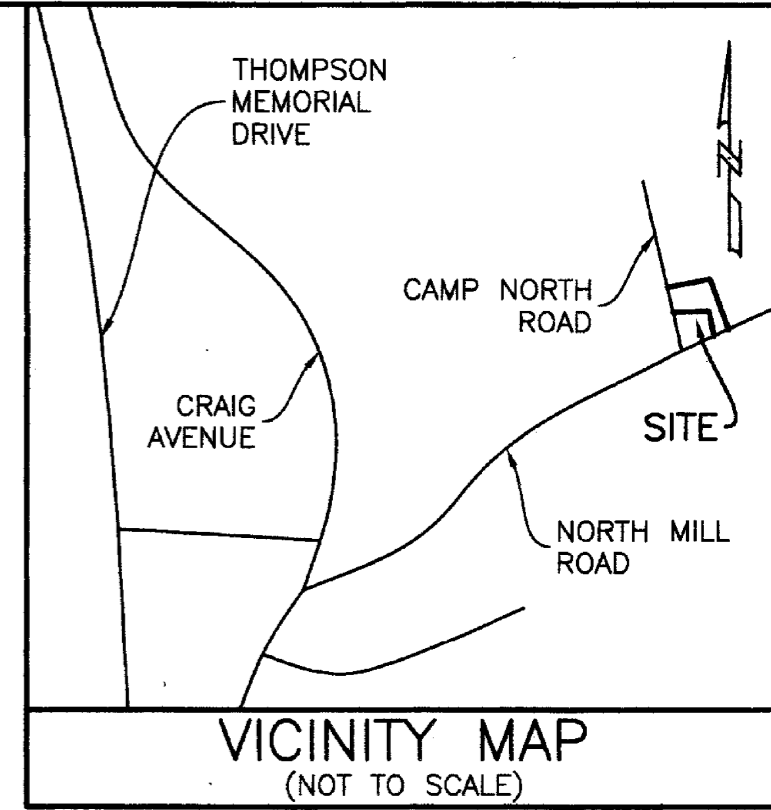 THOMPSON
MEMORIAL
DRIVE
N
CAMP NORTH
ROAD
CRAIG
AVENUE
SITE
NORTH MILL
ROAD
VICINITY MAP
(NOT TO SCALE)